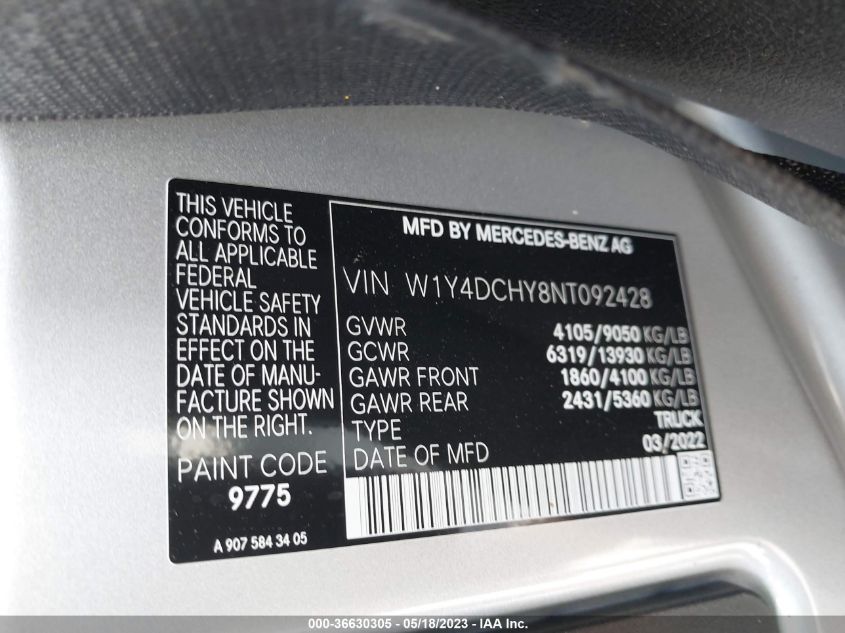 THIS VEHICLE
CONFORMS TO
ALL APPLICABLE
FEDERAL
VEHICLE SAFETY
STANDARDS IN
EFFECT ON THE
DATE OF MANU-
FACTURE SHOWN
ON THE RIGHT.
PAINT CODE
9775
A 907 584 34 05
MFD BY MERCEDES-BENZ AG
VIN W1Y4DCHY8NT092428
GVWR 4105/9050 KG/LB
GCWR 6319/13930 KG/LB
GAWR FRONT 1860/4100 KG/LB
GAWR REAR 2431/5360 KG/LB
TYPE TRUCK
DATE OF MFD 03/2022
000-36630305 - 05/18/2023 - IAA Inc.